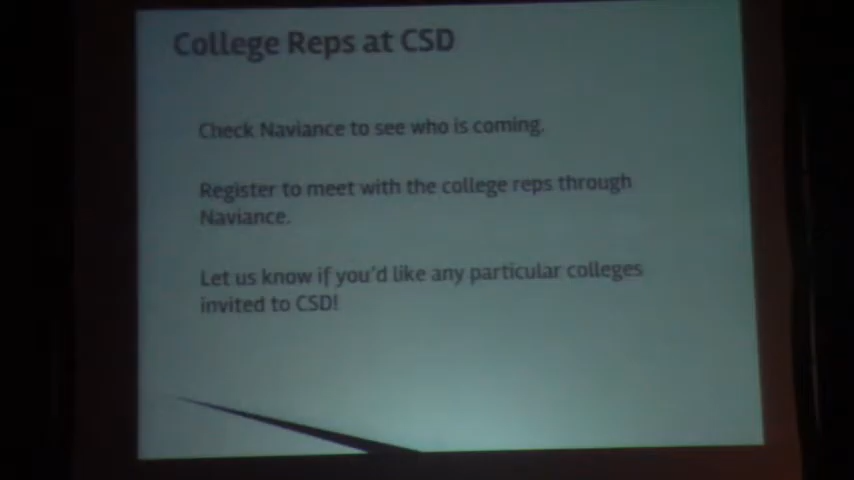 College Reps at CSD
Check Naviance to see who is coming.
Register to meet with the college reps through
Naviance.
Let us know if you'd like any particular colleges
invited to CSD!